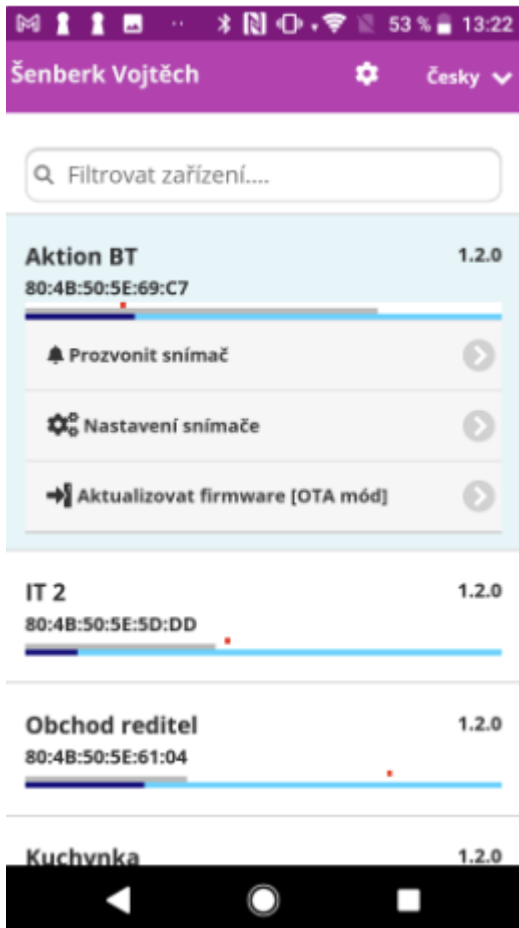 53 % 13:22
Šenberk Vojtěch Česky
Filtrovat zařízení....
Aktion BT 1.2.0
80:4B:50:5E:69:C7
Prozvonit snímač
Nastavení snímače
Aktualizovat firmware [OTA mód]
IT 2 1.2.0
80:4B:50:5E:5D:DD
Obchod reditel 1.2.0
80:4B:50:5E:61:04
Kuchynka 1.2.0